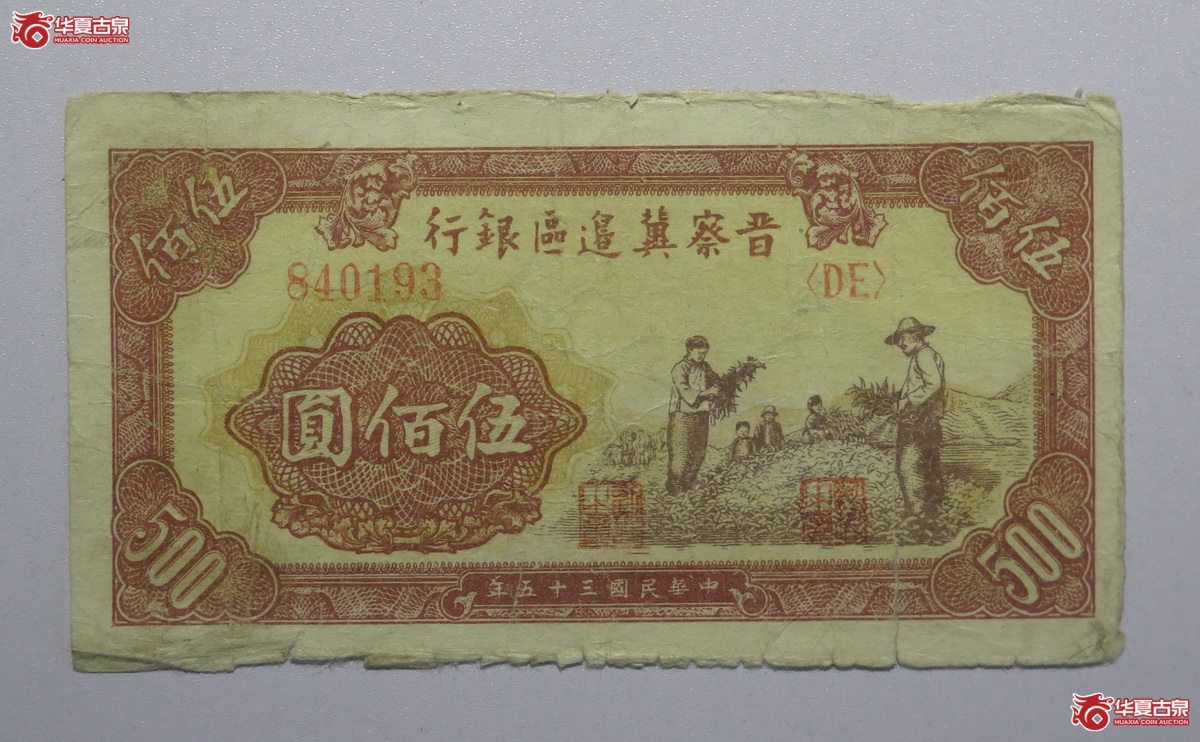 华夏古泉
HUAXIA COIN AUCTION
伍佰
伍佰
晋察冀邊區銀行
840193
〈DE〉
伍佰圓
500
500
中華民國三十五年
华夏古泉
HUAXIA COIN AUCTION